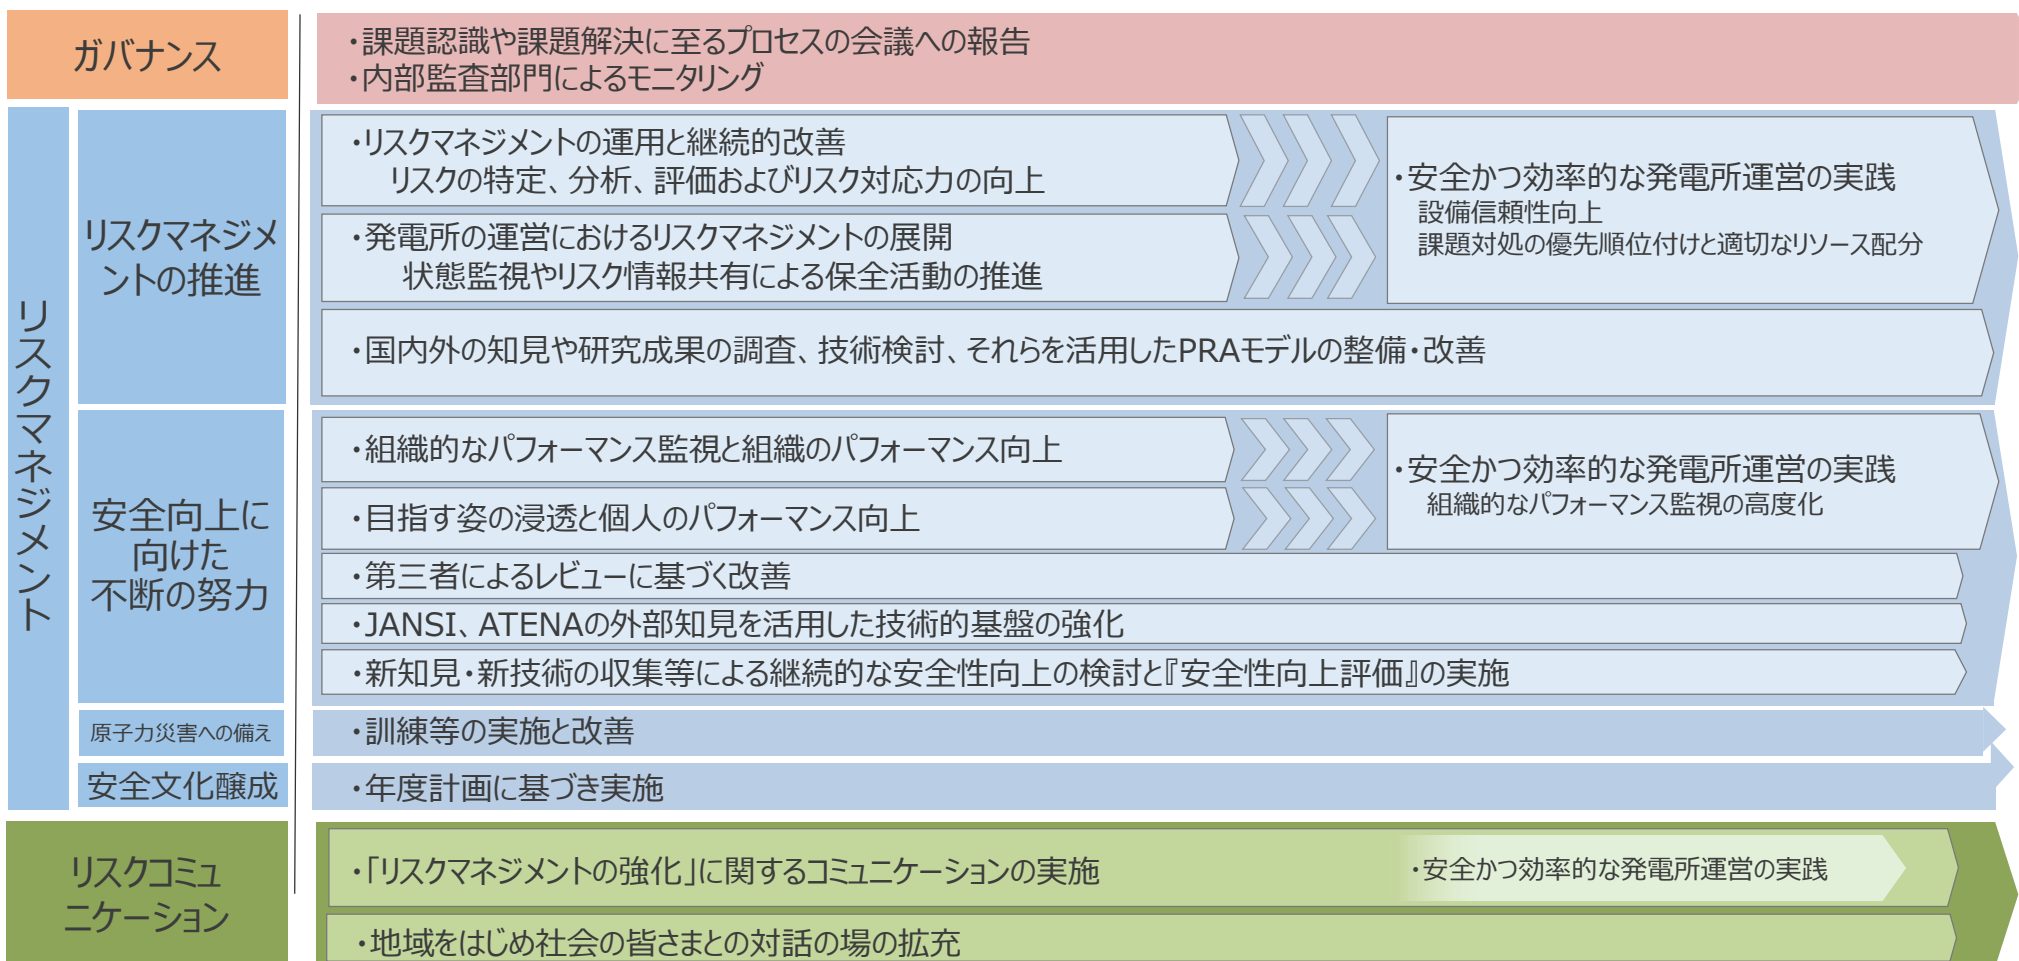 ガバナンス
・課題認識や課題解決に至るプロセスの会議への報告
・内部監査部門によるモニタリング
リスクマネジメント
リスクマネジメ
ントの推進
・リスクマネジメントの運用と継続的改善
リスクの特定、分析、評価およびリスク対応力の向上
・発電所の運営におけるリスクマネジメントの展開
状態監視やリスク情報共有による保全活動の推進
・安全かつ効率的な発電所運営の実践
設備信頼性向上
課題対処の優先順位付けと適切なリソース配分
・国内外の知見や研究成果の調査、技術検討、それらを活用したPRAモデルの整備・改善
安全向上に
向けた
不断の努力
・組織的なパフォーマンス監視と組織のパフォーマンス向上
・目指す姿の浸透と個人のパフォーマンス向上
・安全かつ効率的な発電所運営の実践
組織的なパフォーマンス監視の高度化
・第三者によるレビューに基づく改善
・JANSI、ATENAの外部知見を活用した技術的基盤の強化
・新知見・新技術の収集等による継続的な安全性向上の検討と『安全性向上評価』の実施
原子力災害への備え
・訓練等の実施と改善
安全文化醸成
・年度計画に基づき実施
リスクコミュ
ニケーション
・「リスクマネジメントの強化」に関するコミュニケーションの実施
・安全かつ効率的な発電所運営の実践
・地域をはじめ社会の皆さまとの対話の場の拡充